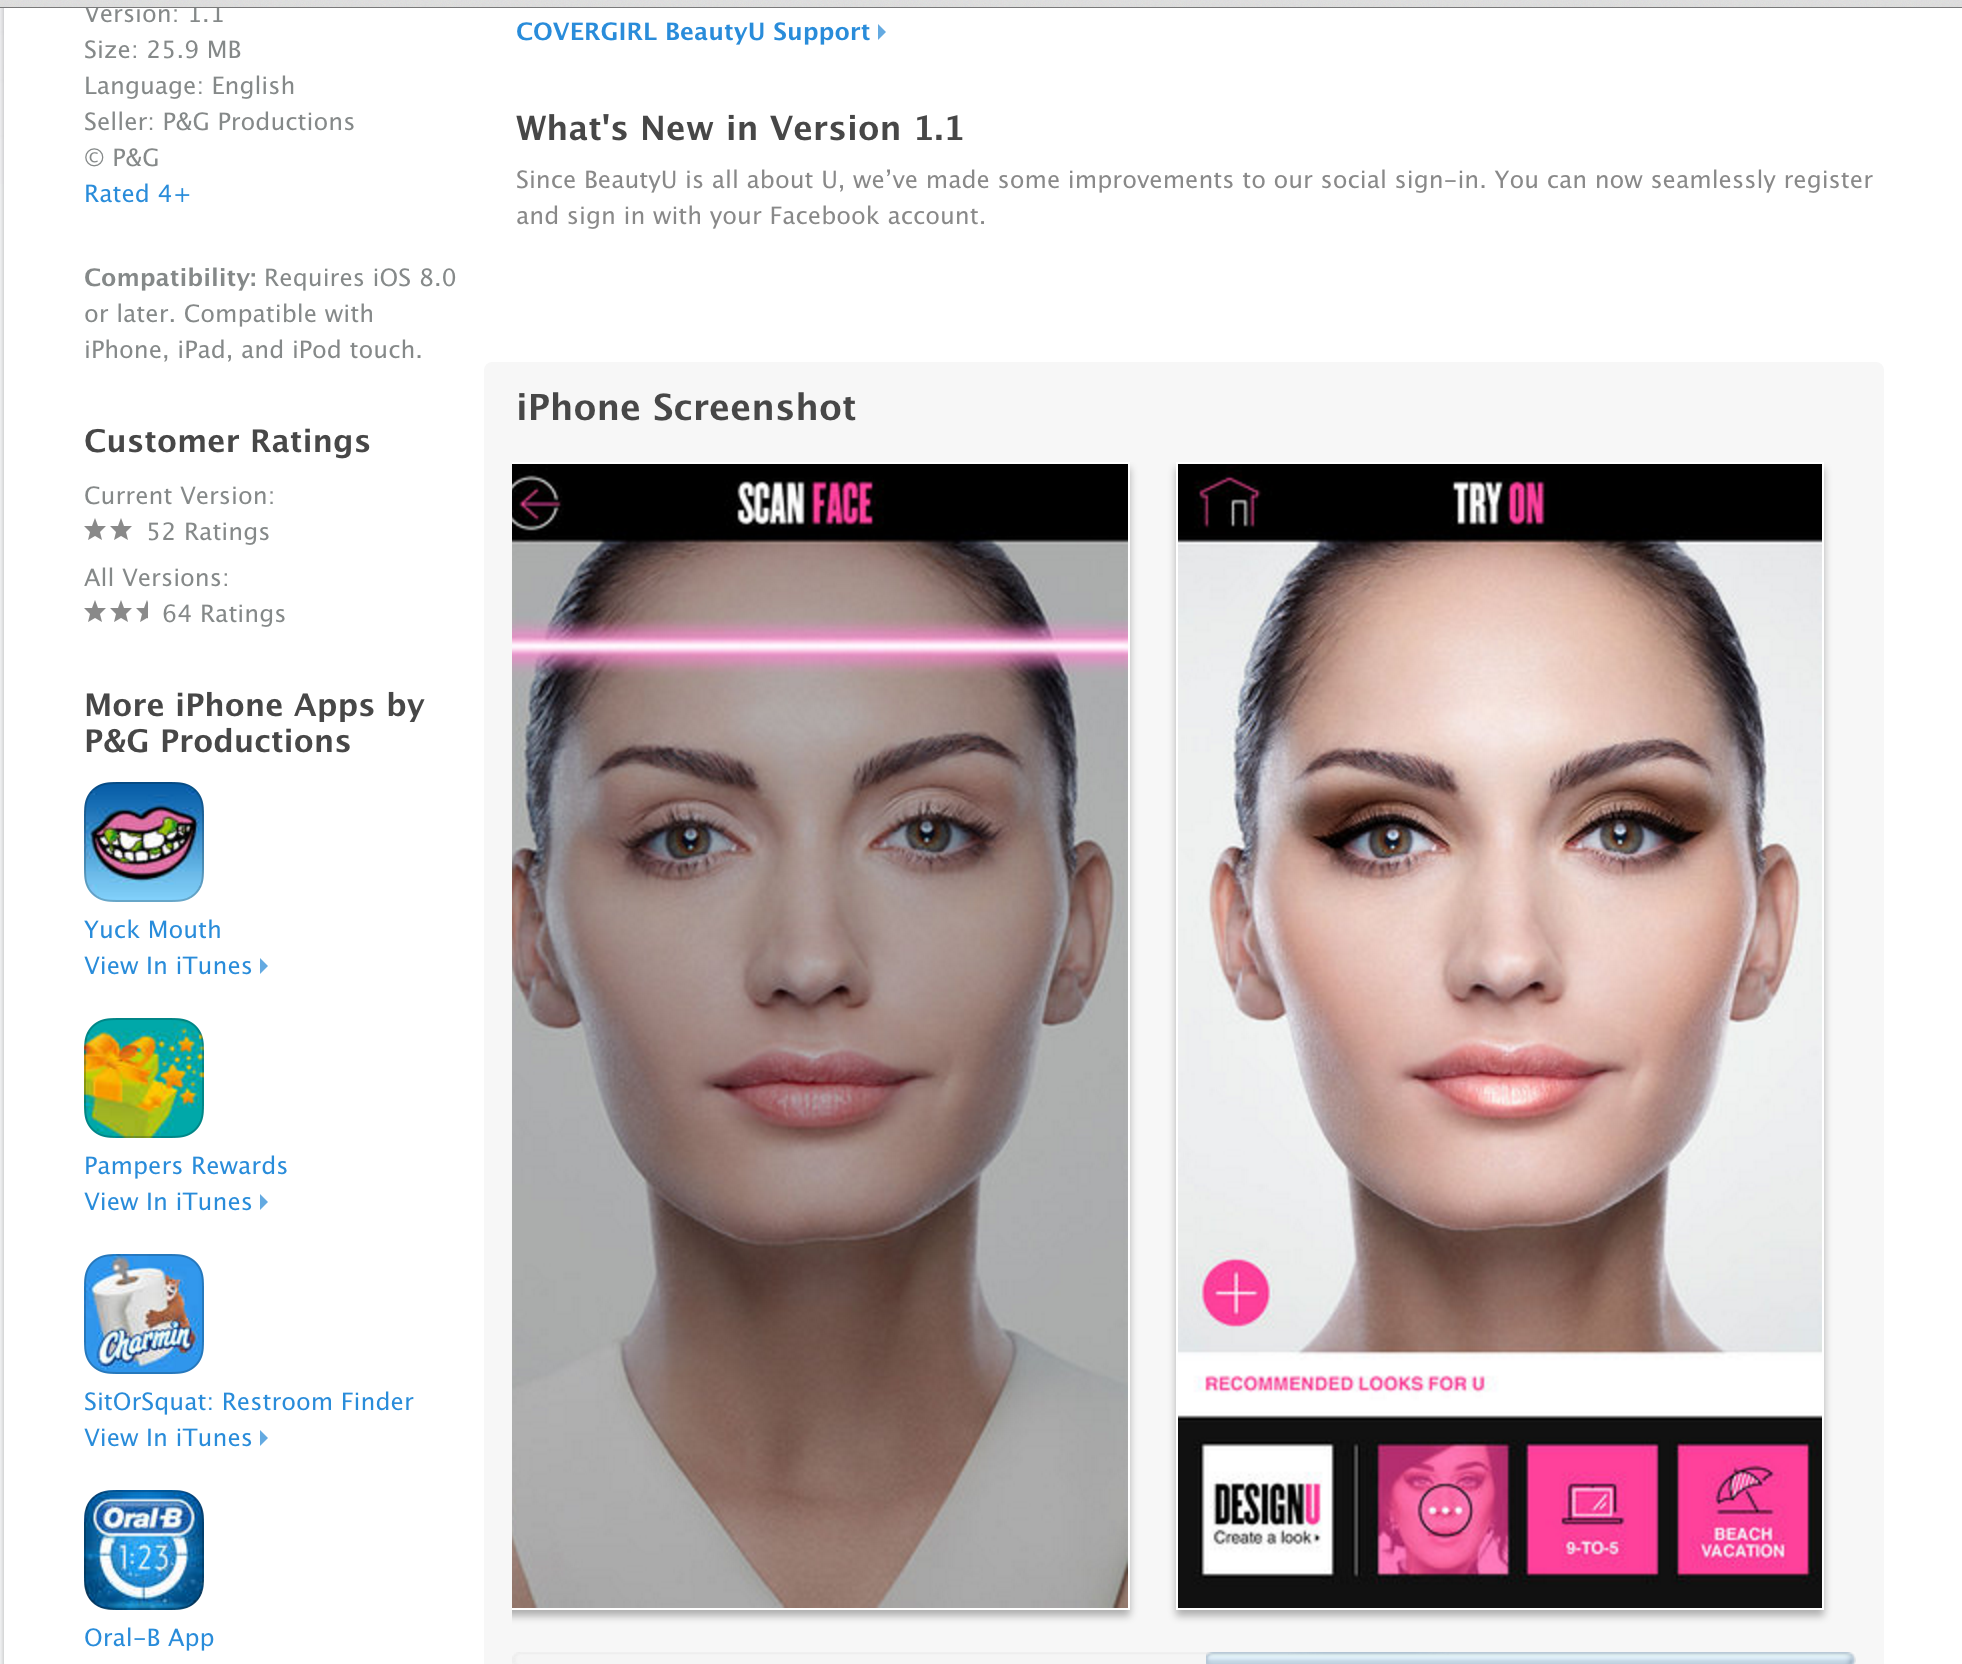 Version: 1.1
Size: 25.9 MB
Language: English
Seller: P&G Productions
© P&G
Rated 4+
Compatibility: Requires iOS 8.0
or later. Compatible with
iPhone, iPad, and iPod touch.
Customer Ratings
Current Version:
52 Ratings
All Versions:
64 Ratings
More iPhone Apps by
P&G Productions
Yuck Mouth
View In iTunes
Pampers Rewards
View In iTunes
Charmin
SitOrSquat: Restroom Finder
View In iTunes
Oral-B
1:23
Oral-B App
COVERGIRL BeautyU Support
What's New in Version 1.1
Since BeautyU is all about U, we’ve made some improvements to our social sign-in. You can now seamlessly register
and sign in with your Facebook account.
iPhone Screenshot
SCAN FACE
TRY ON
RECOMMENDED LOOKS FOR U
DESIGNU
Create a look
9-TO-5
BEACH
VACATION